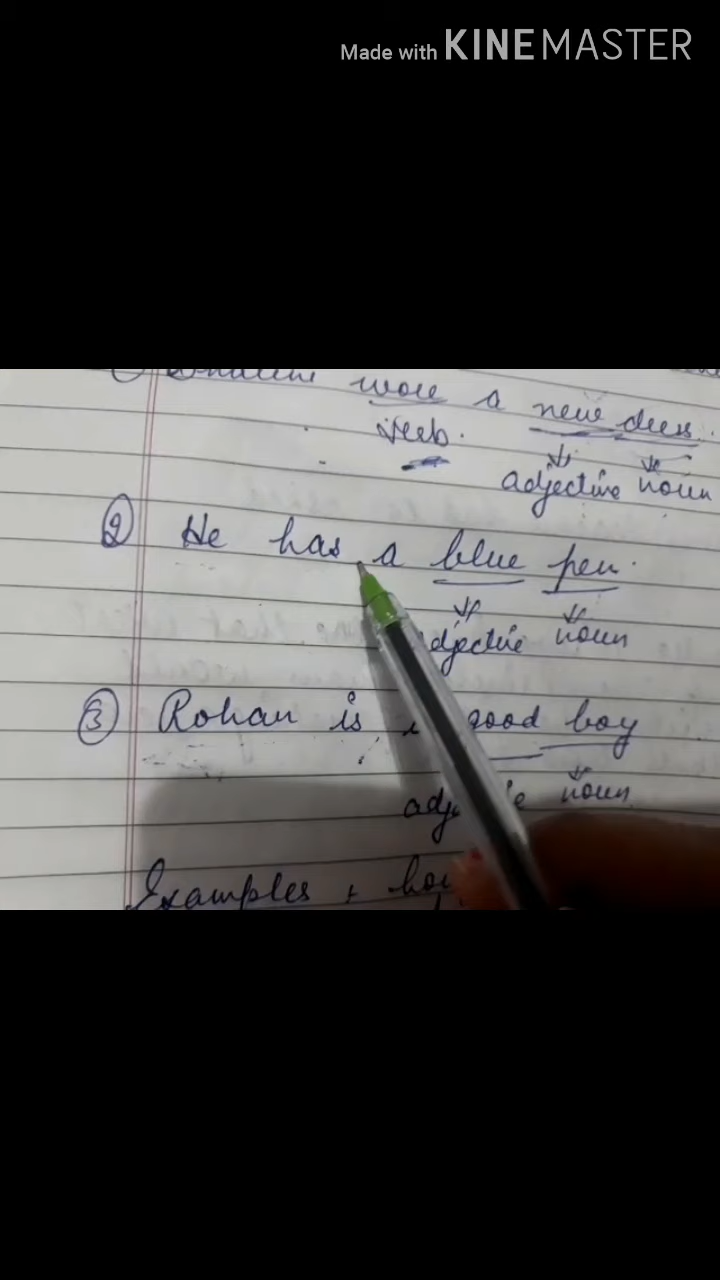 Made with KINEMASTER
wore a new dress.
verb.
adjective noun
② He has a blue pen.
adjective noun
③ Rohan is a good boy
noun
Examples